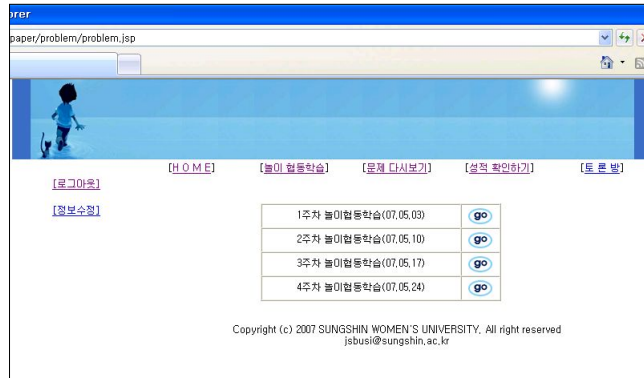 orer
paper/problem/problem.jsp
[H O M E] [놀이 협동학습] [문제 다시보기] [성적 확인하기] [토 론 방]
[로그아웃]
[정보수정]
1주차 놀이협동학습(07.05.03) go
2주차 놀이협동학습(07.05.10) go
3주차 놀이협동학습(07.05.17) go
4주차 놀이협동학습(07.05.24) go
Copyright (c) 2007 SUNGSHIN WOMEN'S UNIVERSITY. All right reserved
jsbusi@sungshin.ac.kr